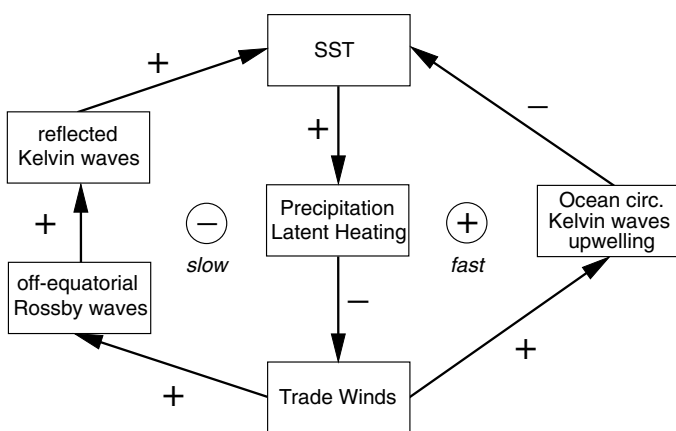 SST
+
−
+
reflected
Kelvin waves
Precipitation
Latent Heating
Ocean circ.
Kelvin waves
upwelling
+
−
slow
+
fast
off-equatorial
Rossby waves
−
+
+
Trade Winds